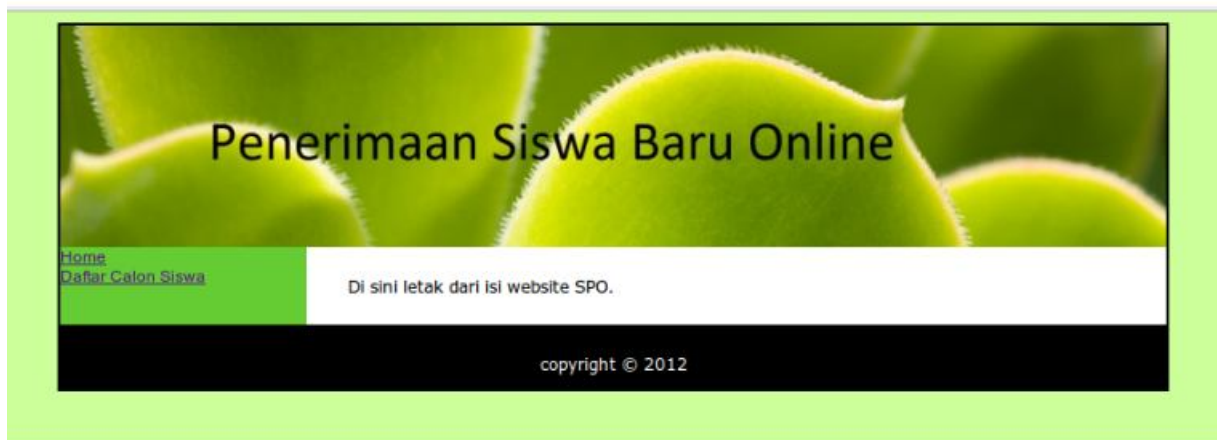 Penerimaan Siswa Baru Online
Home
Daftar Calon Siswa
Di sini letak dari isi website SPO.
copyright © 2012